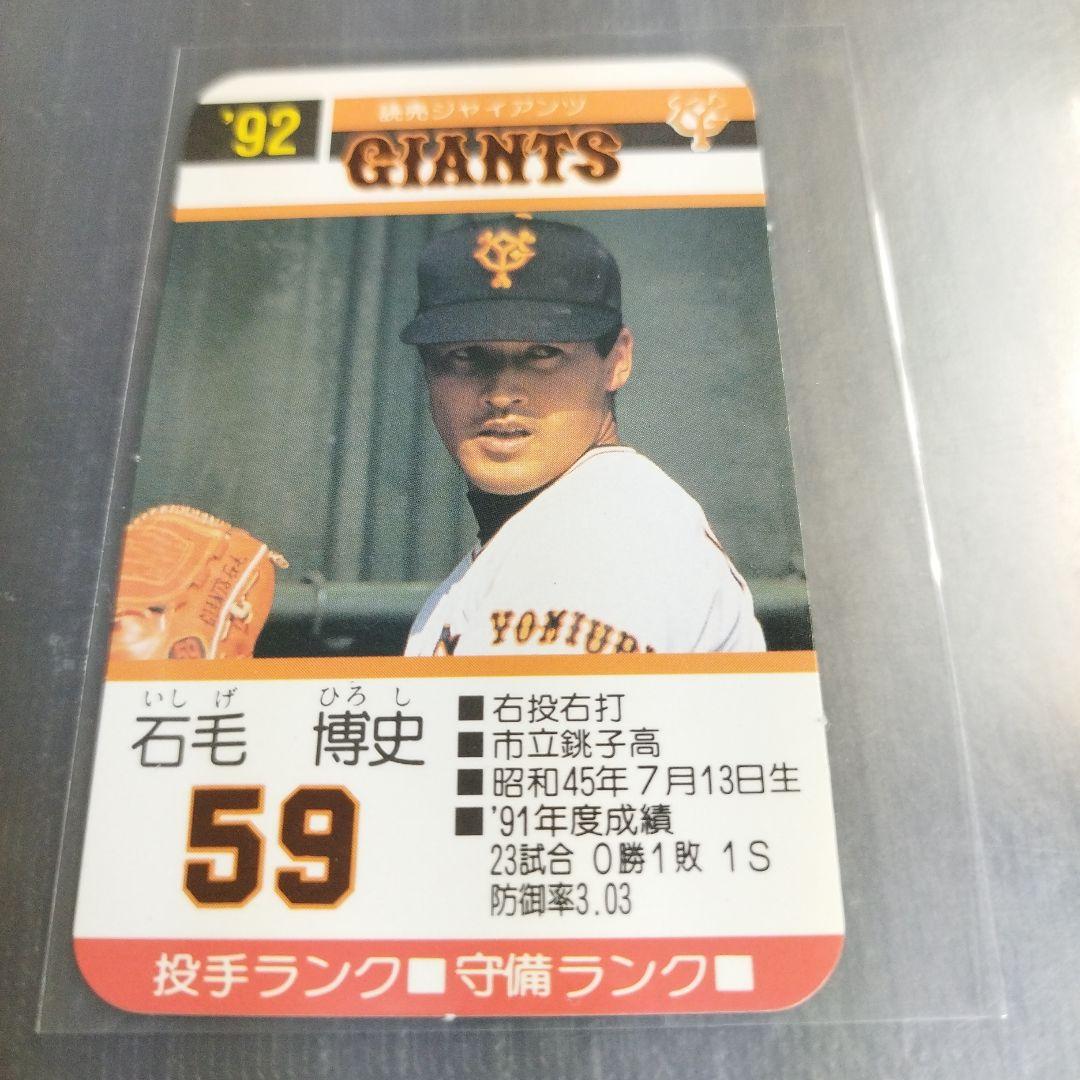 '92
読売ジャイアンツ
GIANTS
YOMIURI
いしげ ひろし
石毛 博史
59
■右投右打
■市立銚子高
■昭和45年7月13日生
■'91年度成績
23試合 0勝1敗 1S
防御率3.03
投手ランク■守備ランク■